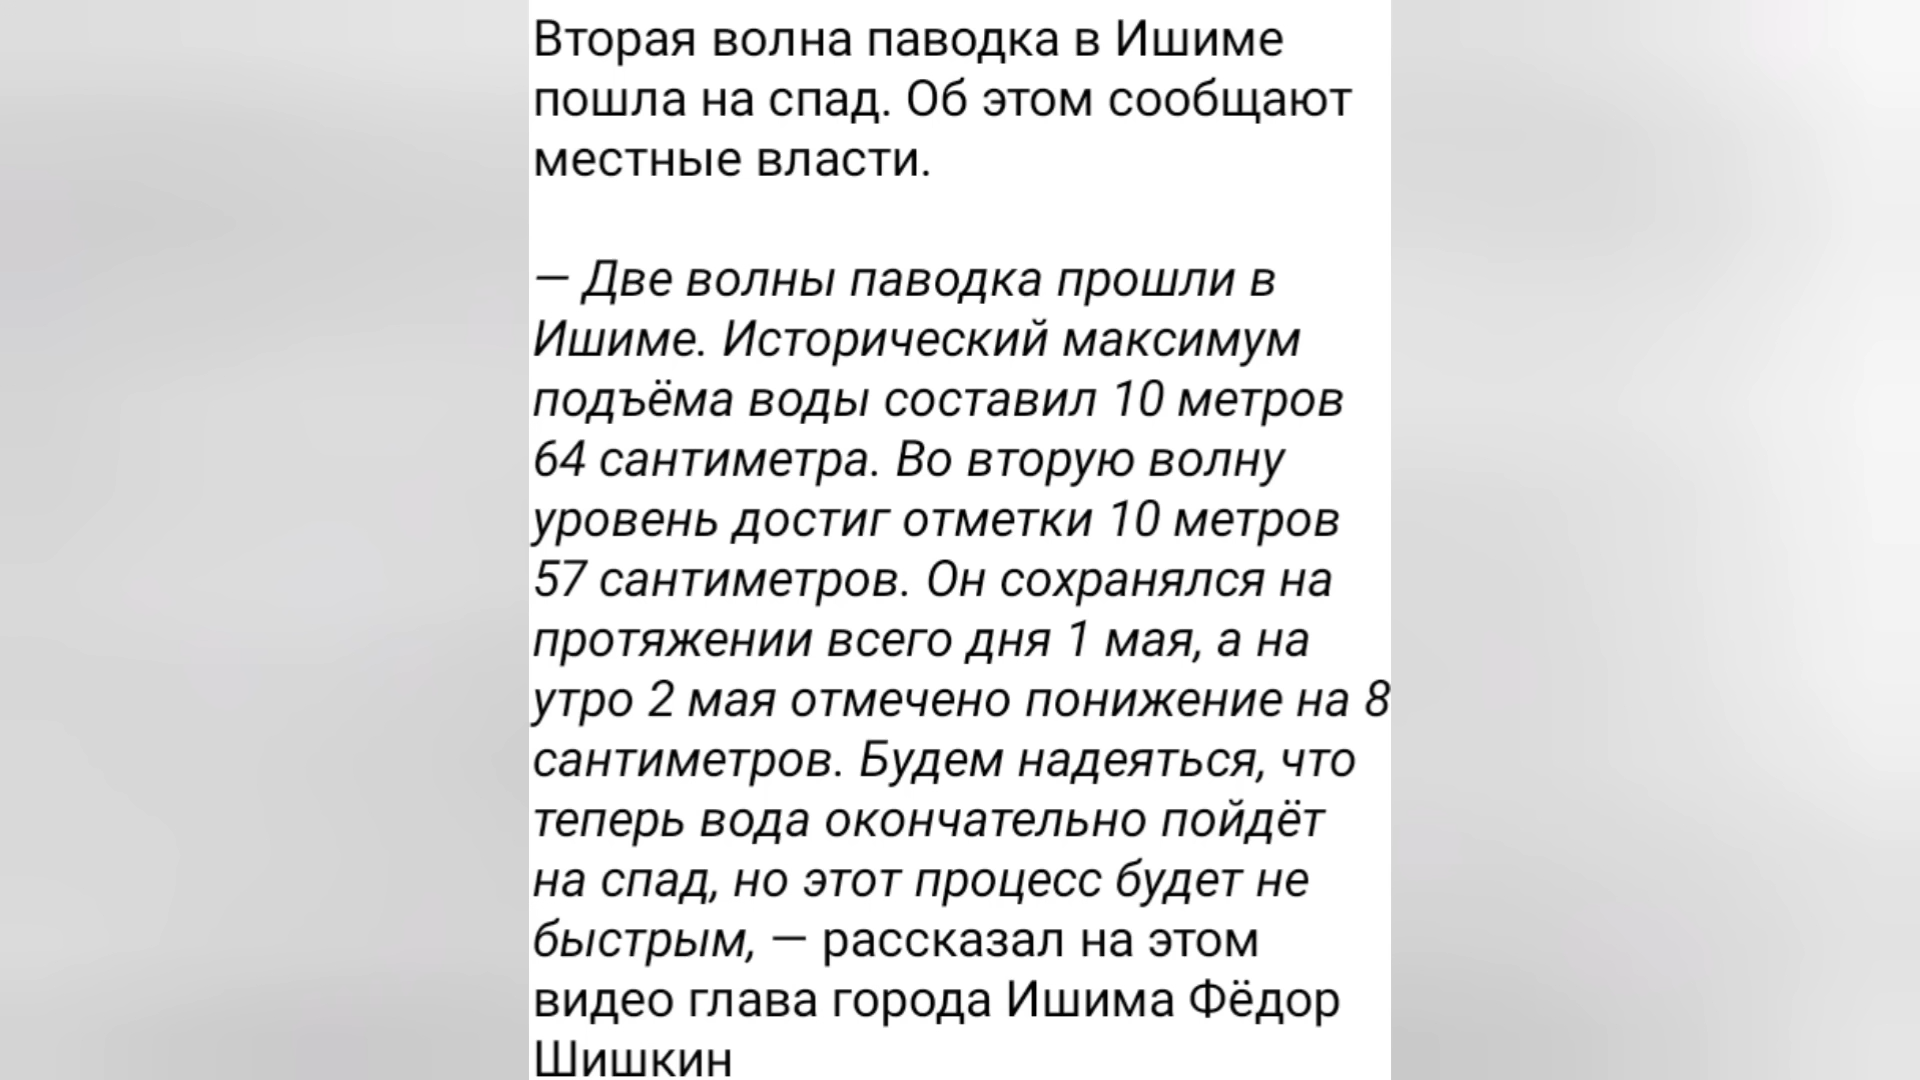 Вторая волна паводка в Ишиме
пошла на спад. Об этом сообщают
местные власти.
— Две волны паводка прошли в
Ишиме. Исторический максимум
подъёма воды составил 10 метров
64 сантиметра. Во вторую волну
уровень достиг отметки 10 метров
57 сантиметров. Он сохранялся на
протяжении всего дня 1 мая, а на
утро 2 мая отмечено понижение на 8
сантиметров. Будем надеяться, что
теперь вода окончательно пойдёт
на спад, но этот процесс будет не
быстрым, — рассказал на этом
видео глава города Ишима Фёдор
Шишкин